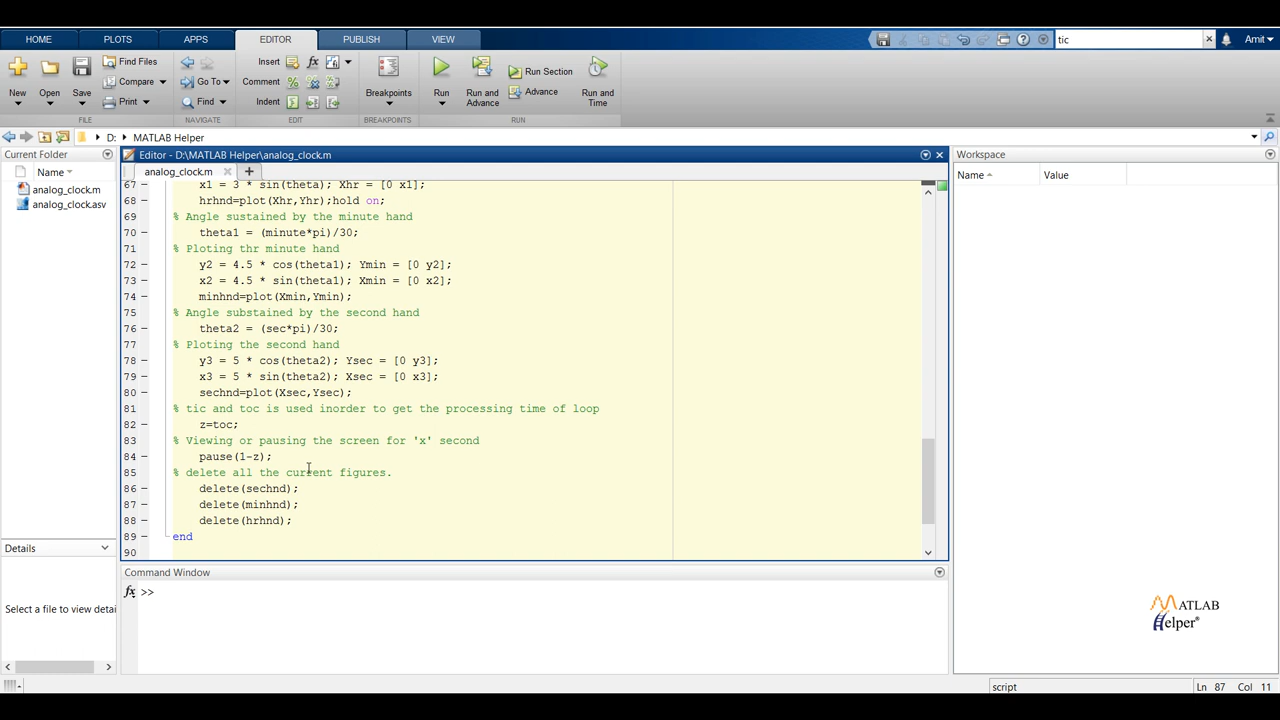 HOME PLOTS APPS EDITOR PUBLISH VIEW tic Amit
New Open Save Find Files Compare Print
Go To Find
Insert fx
Comment
Indent
Breakpoints
Run Run and Advance
Run Section
Advance
Run and Time
FILE NAVIGATE EDIT BREAKPOINTS RUN
D: MATLAB Helper
Current Folder
Name
analog_clock.m
analog_clock.asv
Editor - D:\MATLAB Helper\analog_clock.m
analog_clock.m
67 x1 = 3 * sin(theta); Xhr = [0 x1];
68 hrhnd=plot(Xhr,Yhr);hold on;
69 % Angle sustained by the minute hand
70 theta1 = (minute*pi)/30;
71 % Ploting thr minute hand
72 y2 = 4.5 * cos(theta1); Ymin = [0 y2];
73 x2 = 4.5 * sin(theta1); Xmin = [0 x2];
74 minhnd=plot(Xmin,Ymin);
75 % Angle substained by the second hand
76 theta2 = (sec*pi)/30;
77 % Ploting the second hand
78 y3 = 5 * cos(theta2); Ysec = [0 y3];
79 x3 = 5 * sin(theta2); Xsec = [0 x3];
80 sechnd=plot(Xsec,Ysec);
81 % tic and toc is used inorder to get the processing time of loop
82 z=toc;
83 % Viewing or pausing the screen for 'x' second
84 pause(1-z);
85 % delete all the current figures.
86 delete(sechnd);
87 delete(minhnd);
88 delete(hrhnd);
89 end
90
Workspace
Name Value
Details
Select a file to view detai
Command Window
fx >>
MATLAB
Helper®
script Ln 87 Col 11